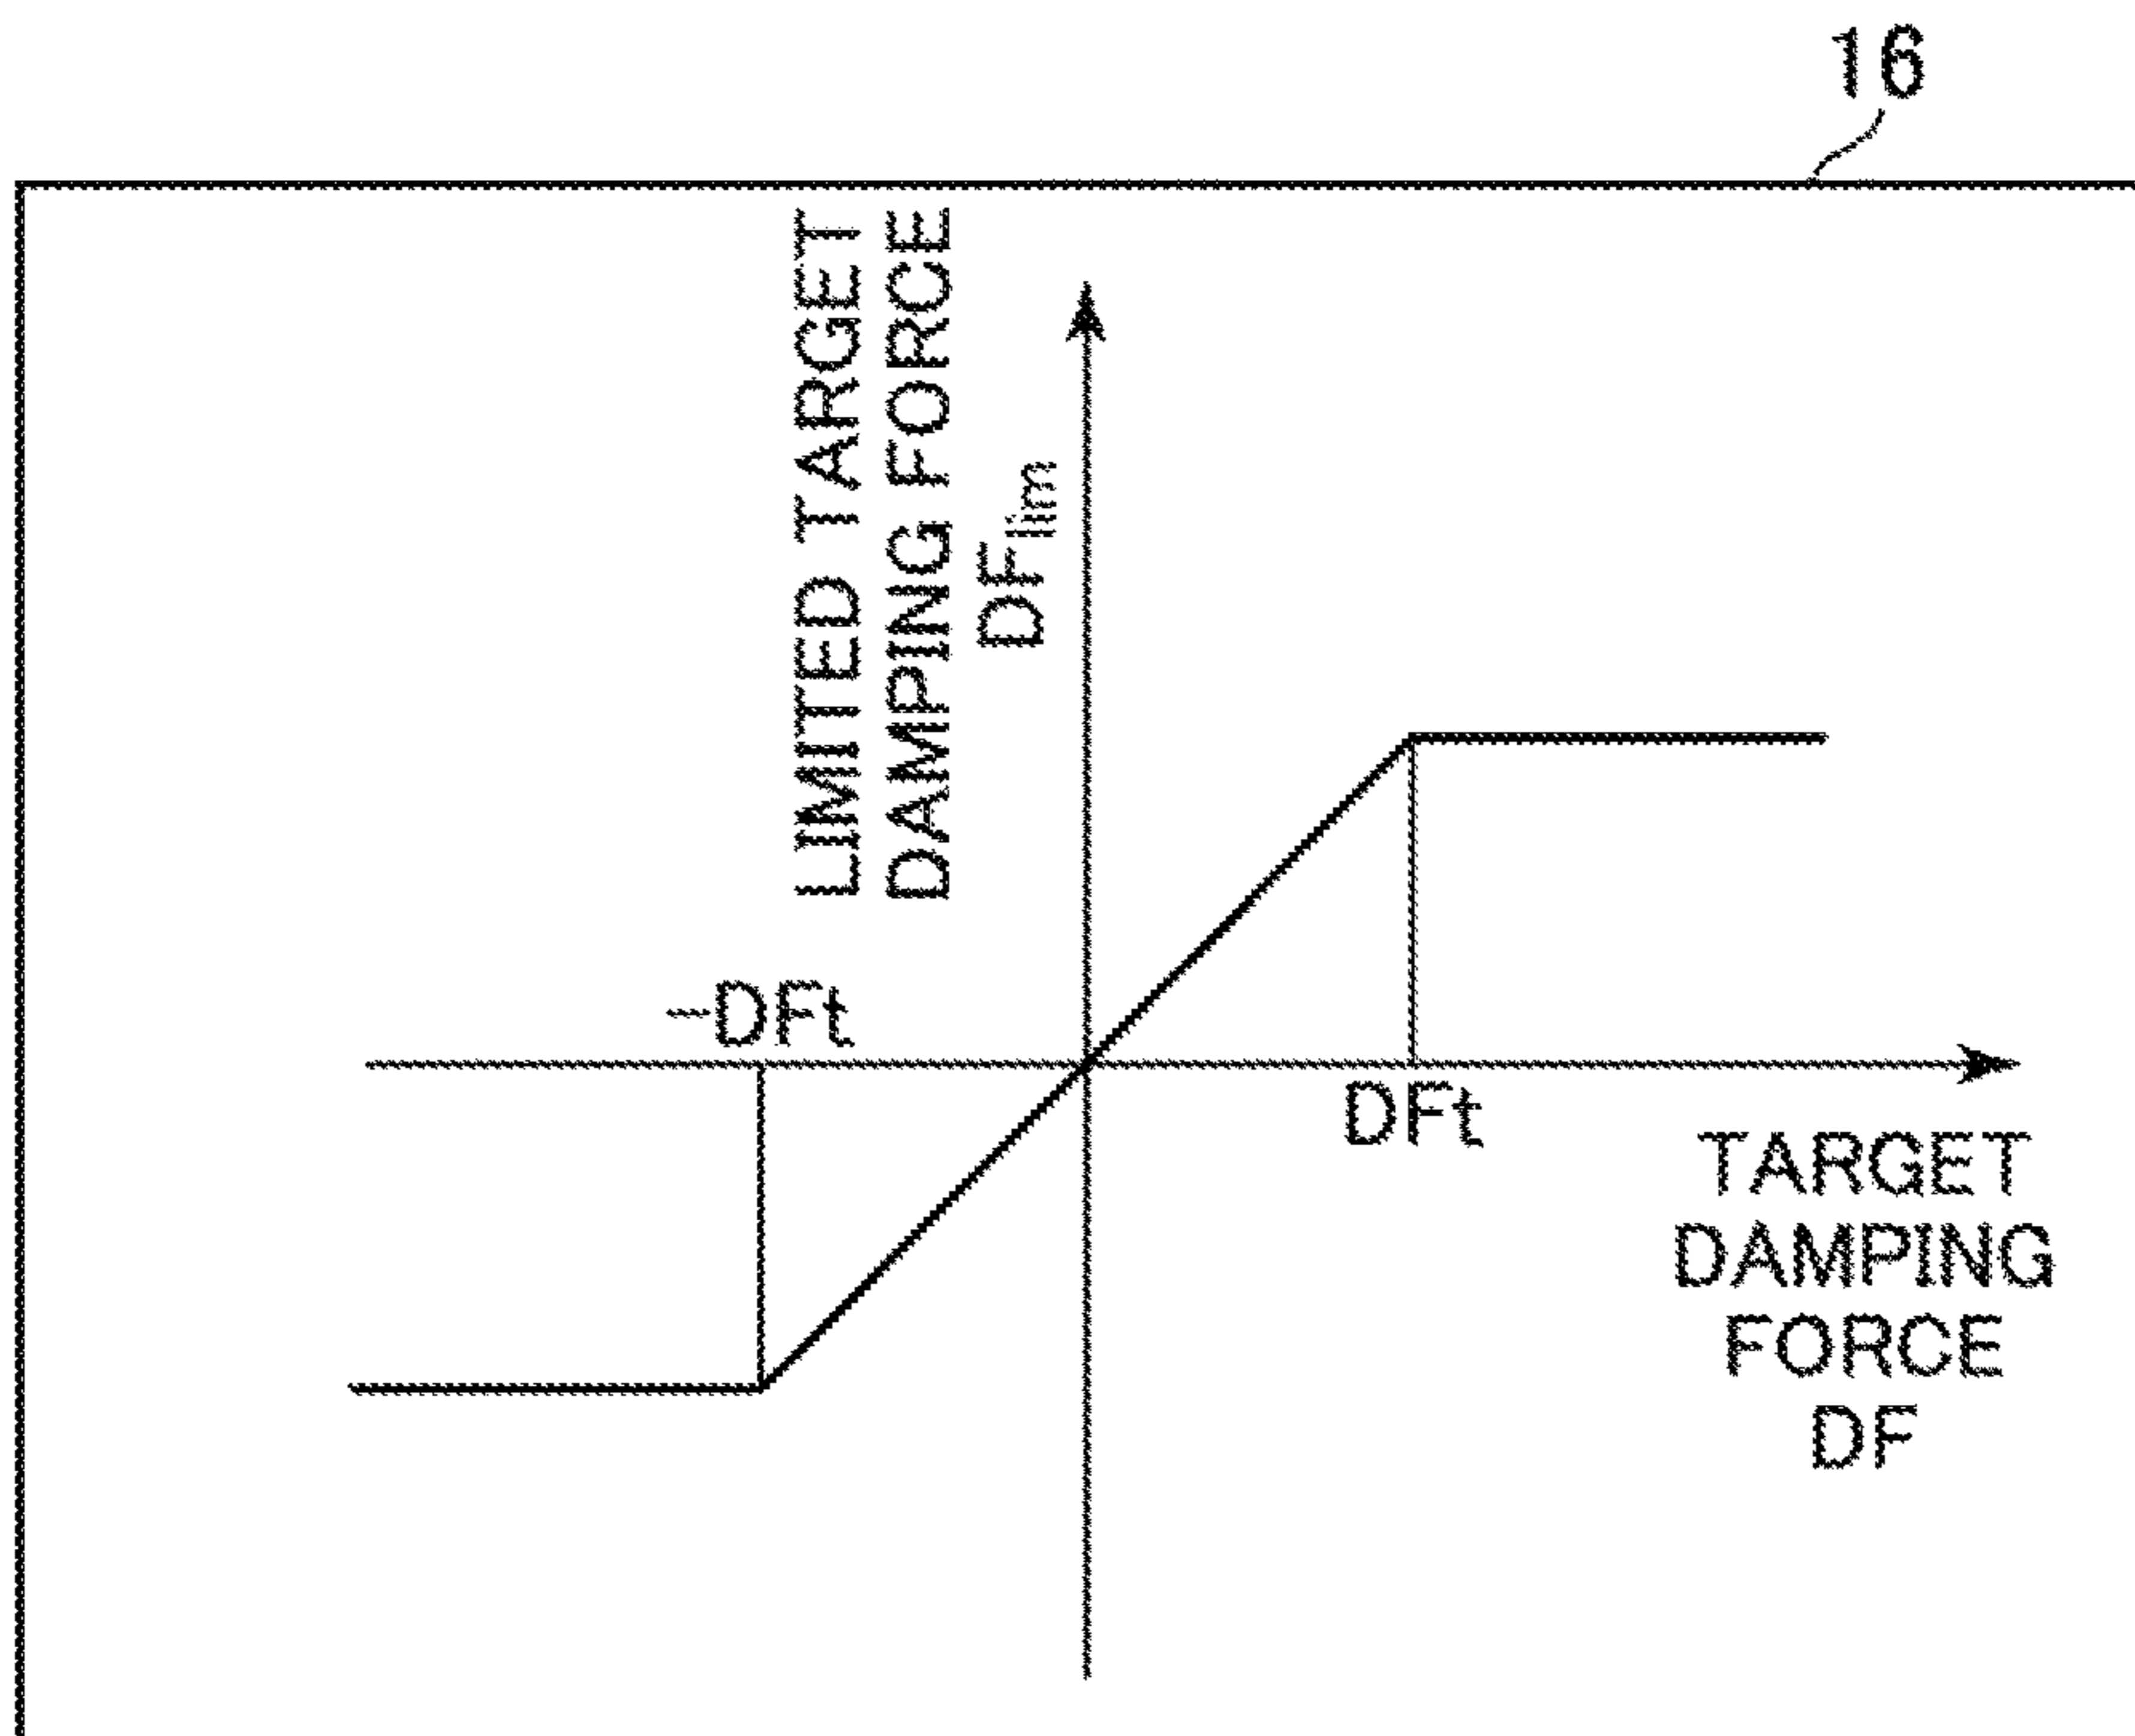 16
LIMITED TARGET
DAMPING FORCE
DFlim
-DFt
DFt
TARGET
DAMPING
FORCE
DF